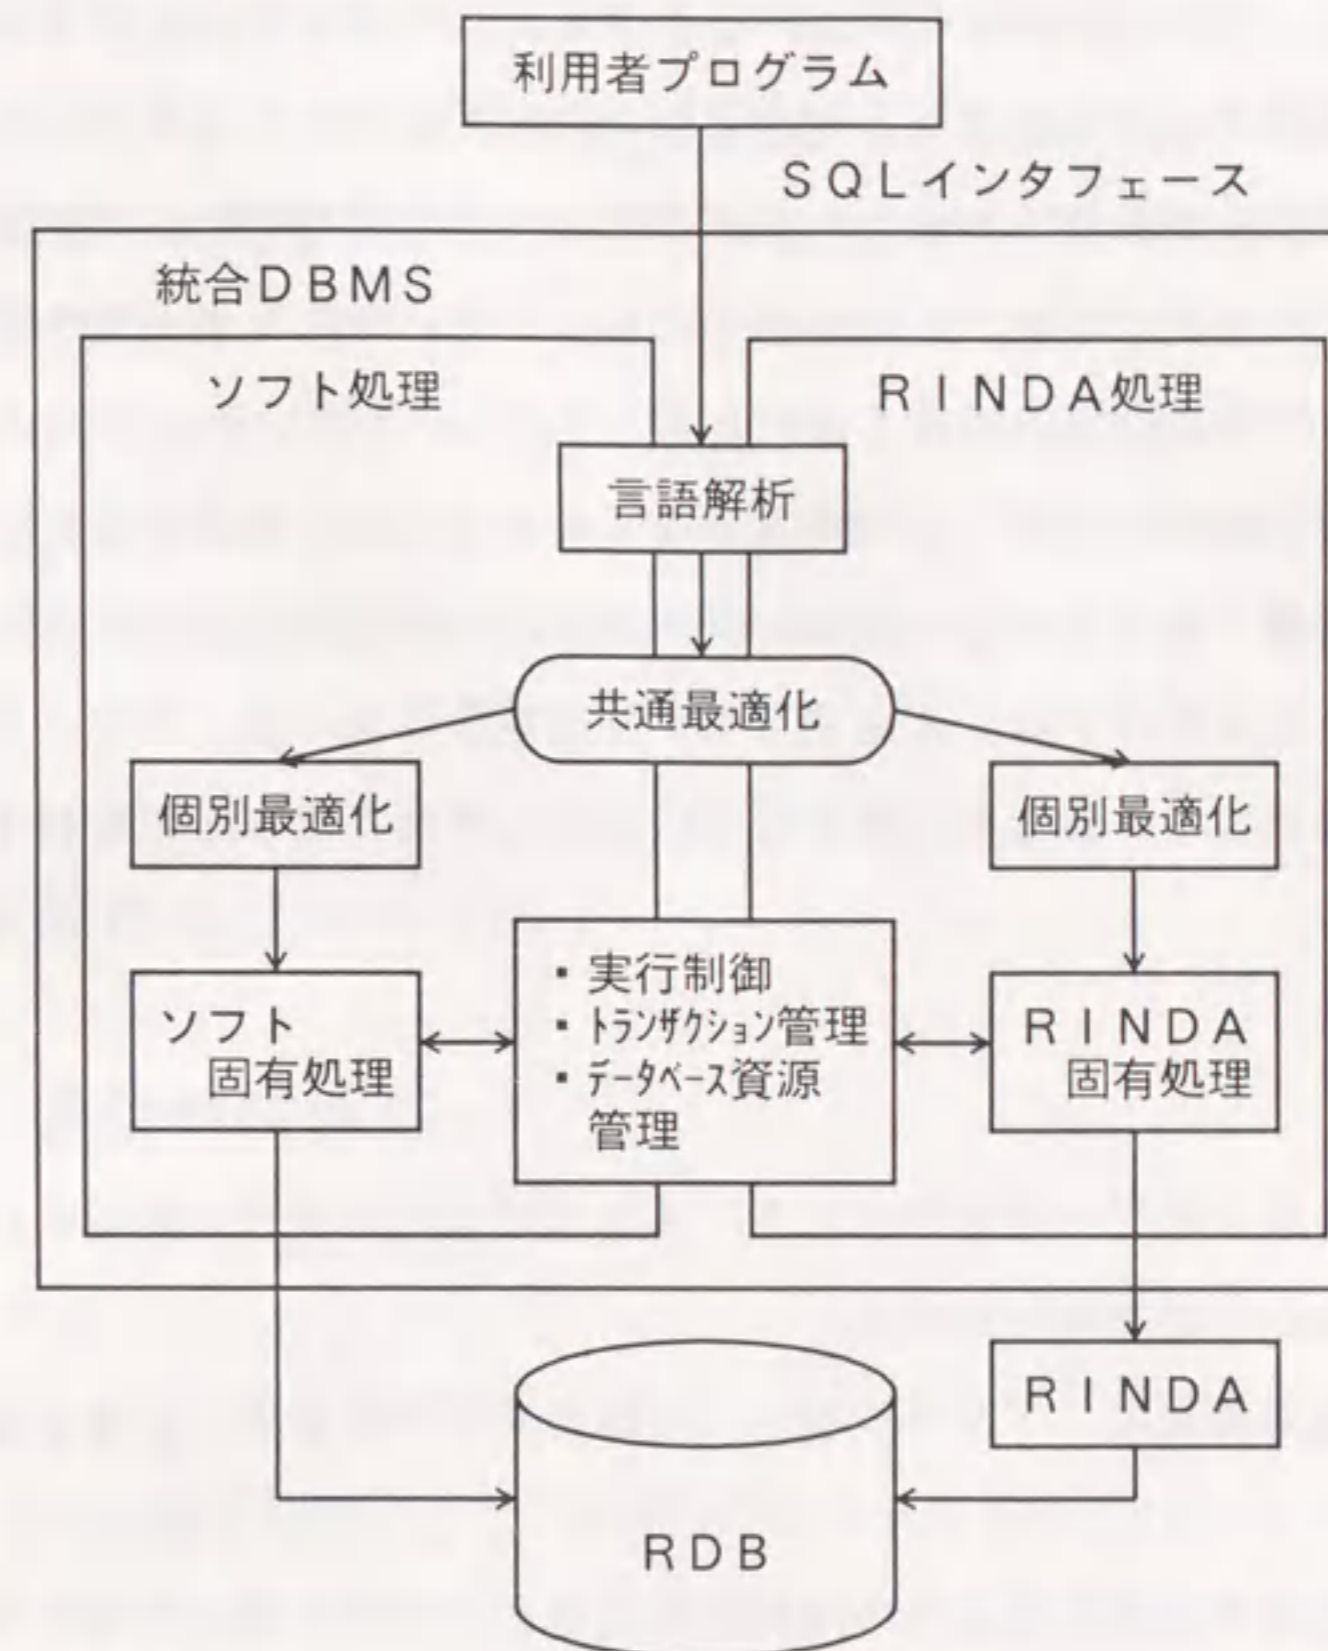 利用者プログラム
SQLインタフェース
統合DBMS
ソフト処理
RINDA処理
言語解析
共通最適化
個別最適化
個別最適化
ソフト
固有処理
▪ 実行制御
▪ トランザクション管理
▪ データベース資源
管理
RINDA
固有処理
RINDA
RDB